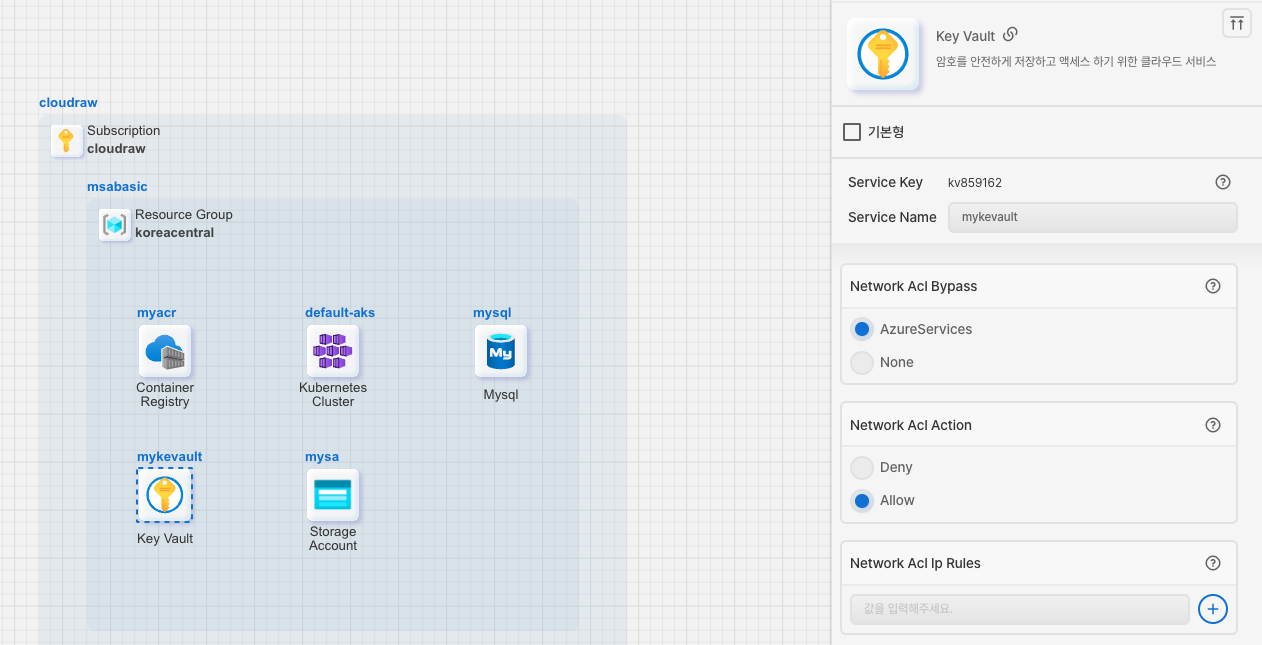 cloudraw
Subscription
cloudraw
msabasic
Resource Group
koreacentral
myacr
Container
Registry
default-aks
Kubernetes
Cluster
mysql
My
Mysql
mykevault
Key Vault
mysa
Storage
Account
Key Vault
암호를 안전하게 저장하고 액세스 하기 위한 클라우드 서비스
기본형
Service Key kv859162
Service Name mykevault
Network Acl Bypass
AzureServices
None
Network Acl Action
Deny
Allow
Network Acl Ip Rules
값을 입력해주세요.